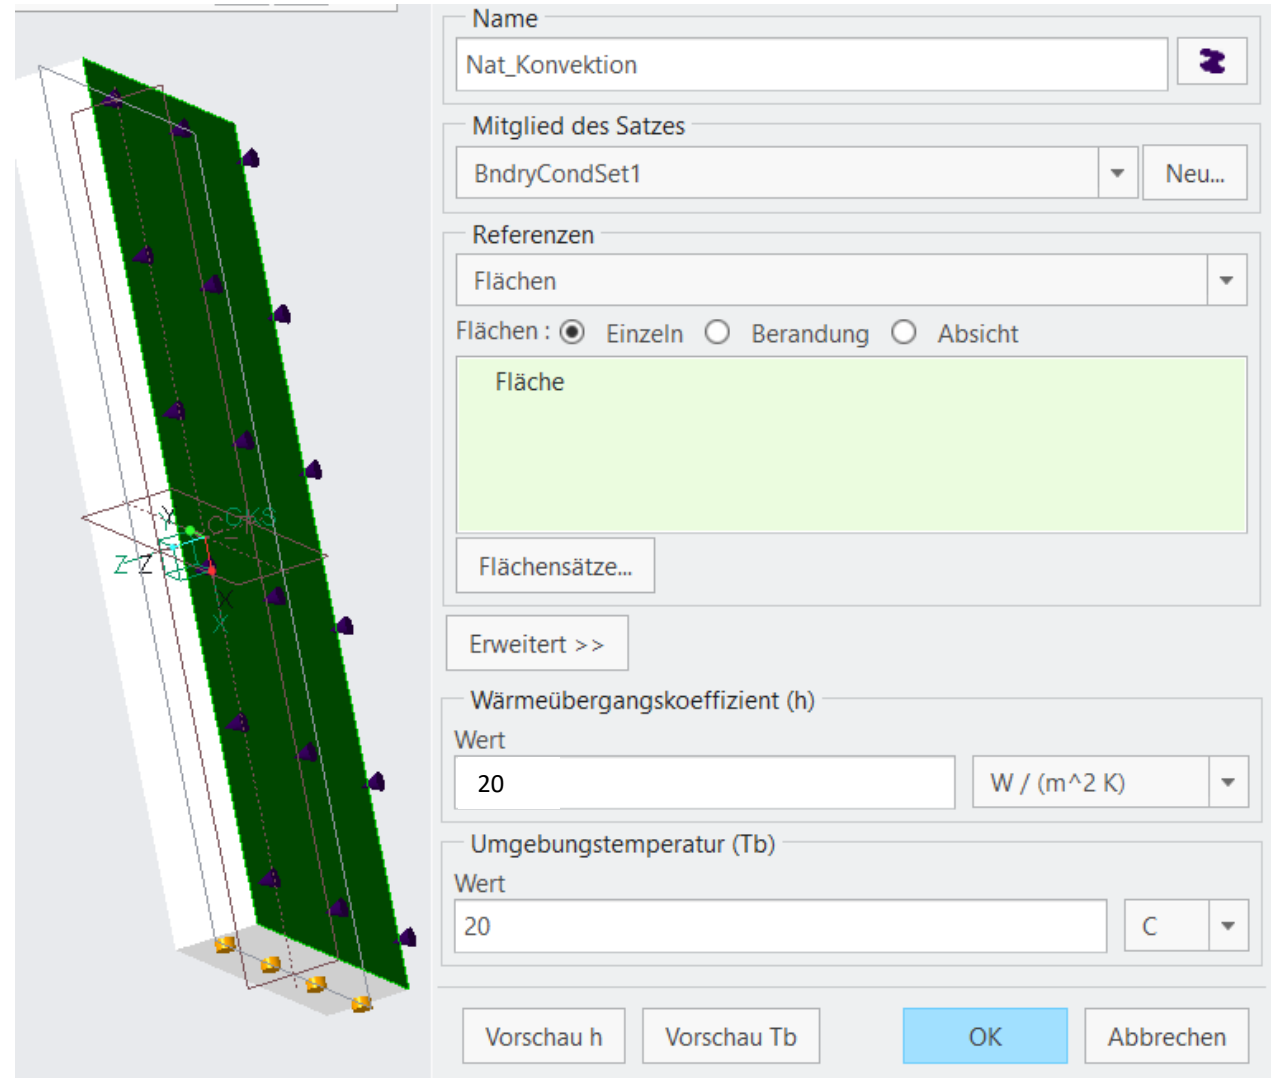 Name
Nat_Konvektion
Mitglied des Satzes
BndryCondSet1
Neu...
Referenzen
Flächen
Flächen : Einzeln Berandung Absicht
Fläche
Flächensätze...
Erweitert >>
Wärmeübergangskoeffizient (h)
Wert
20 W / (m^2 K)
Umgebungstemperatur (Tb)
Wert
20 C
Vorschau h Vorschau Tb OK Abbrechen
Y
Z Z
X
X